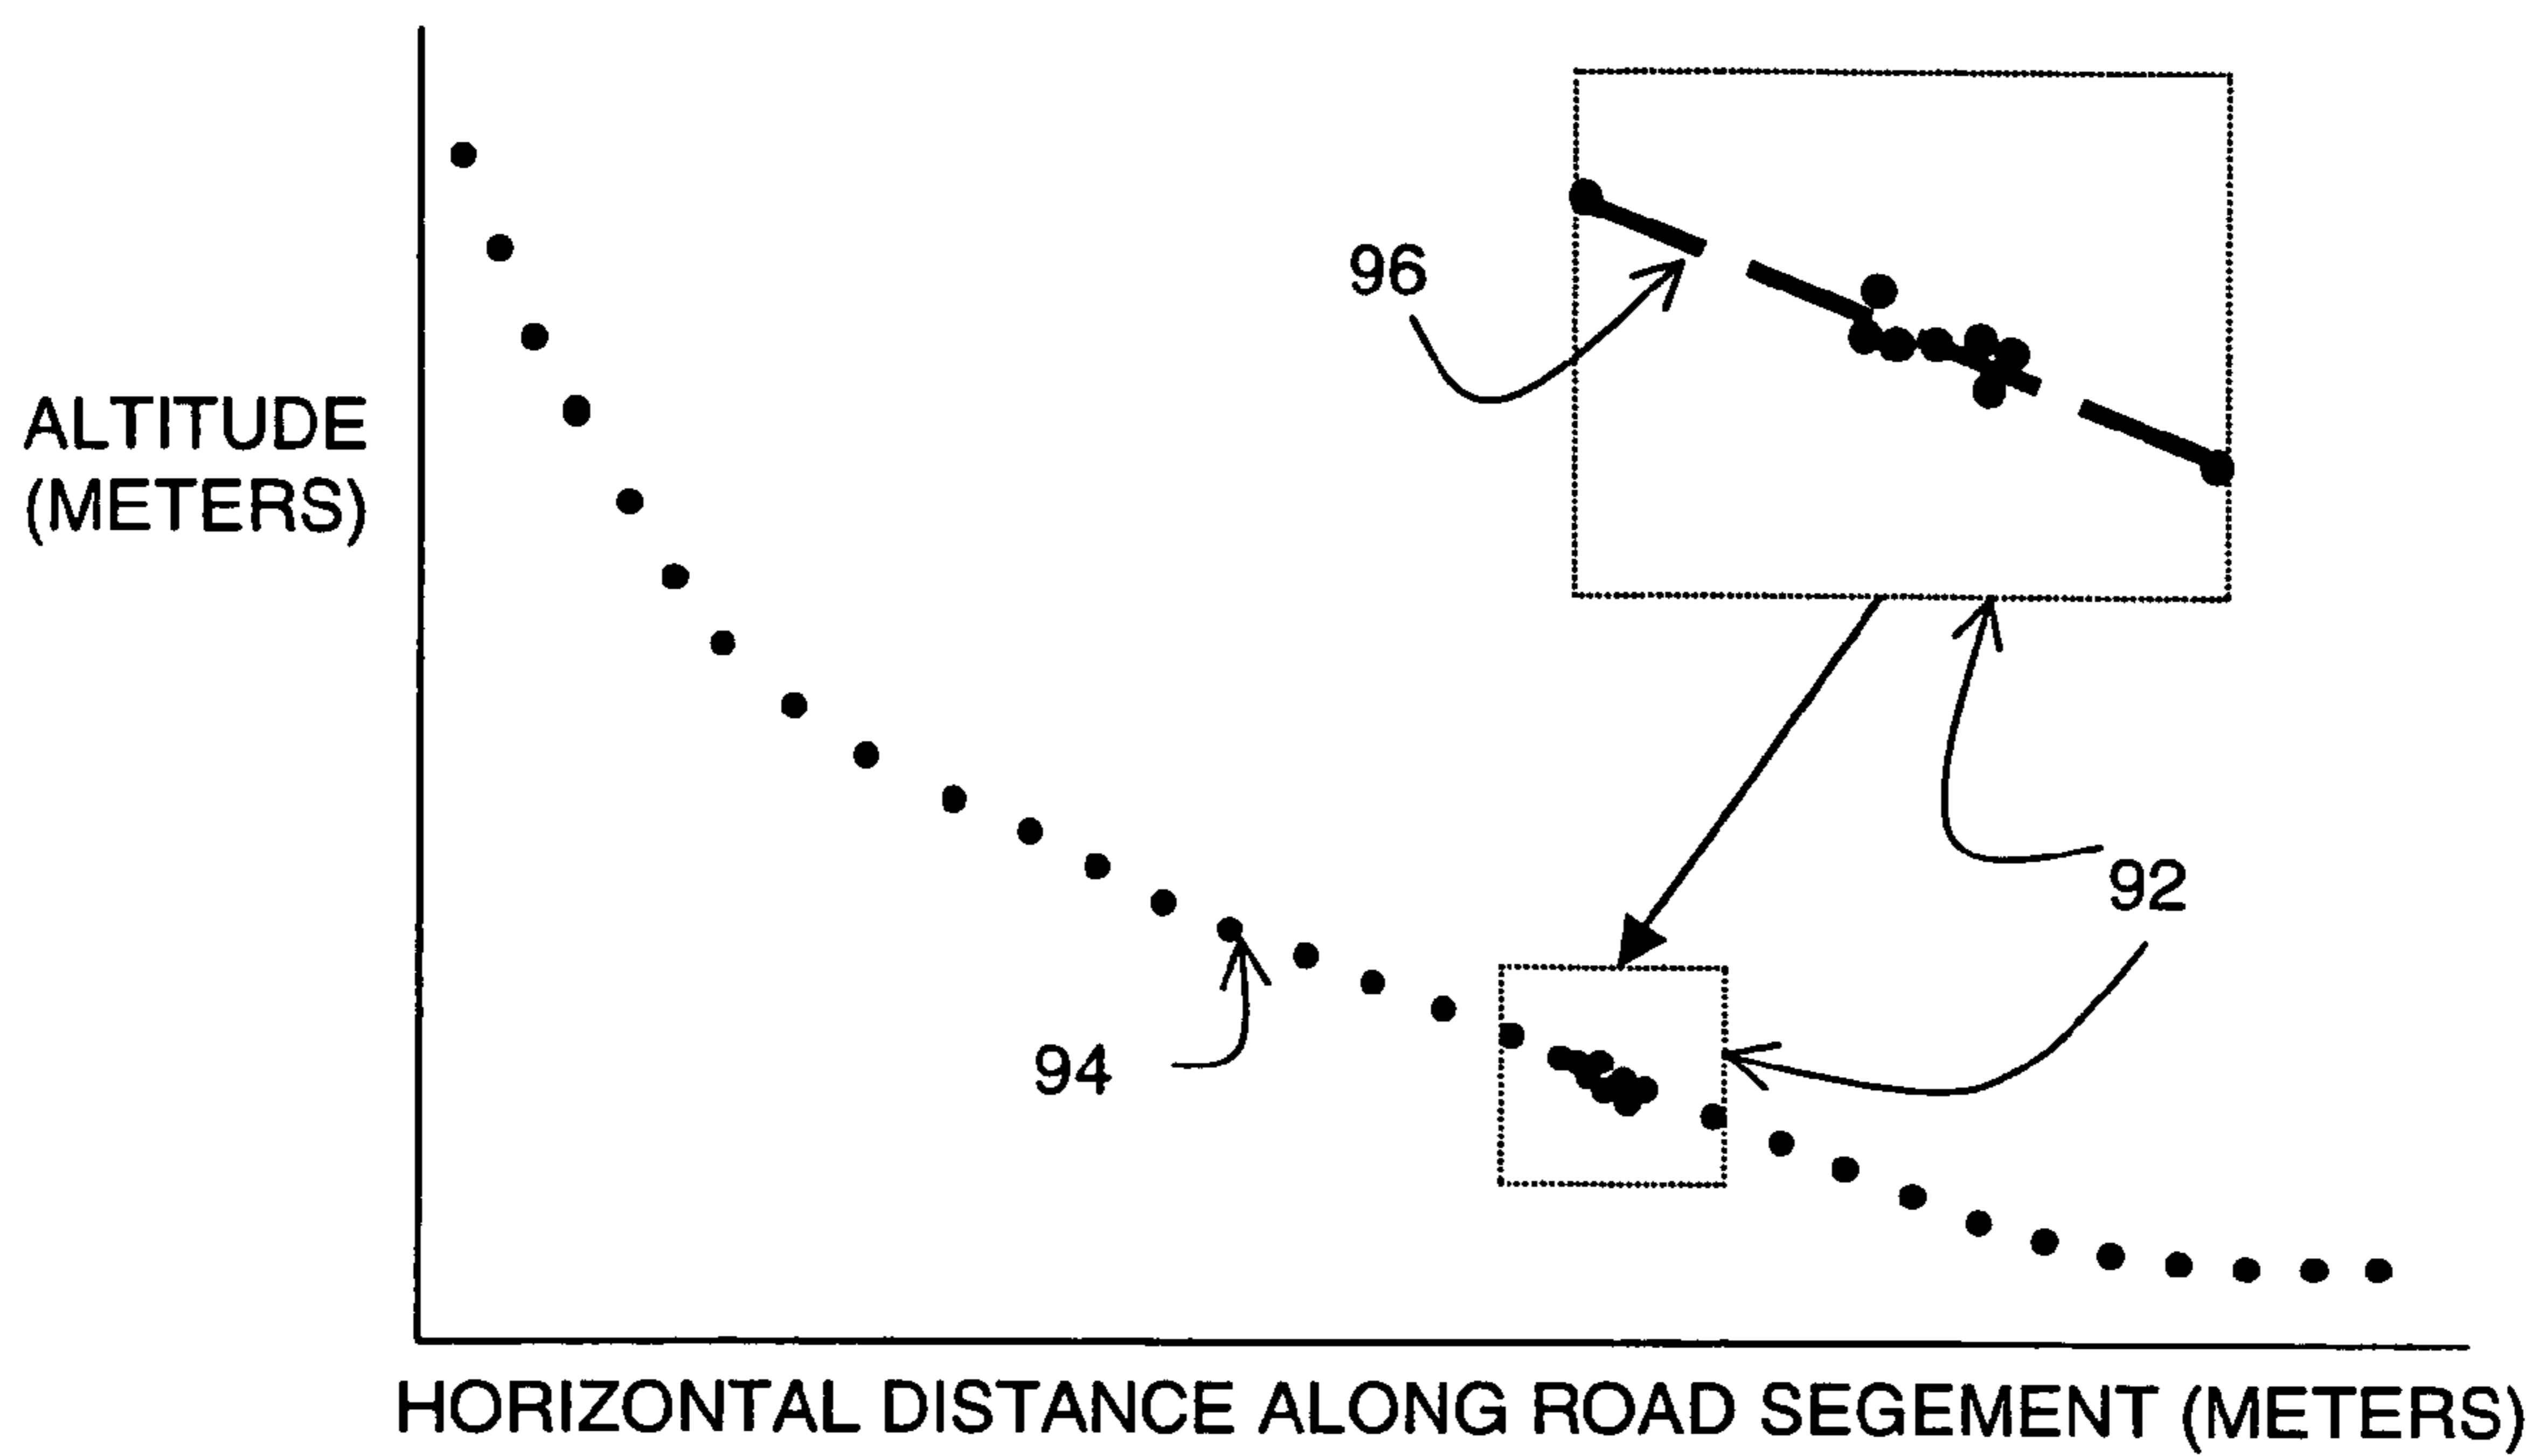 96
ALTITUDE
(METERS)
92
94
HORIZONTAL DISTANCE ALONG ROAD SEGEMENT (METERS)